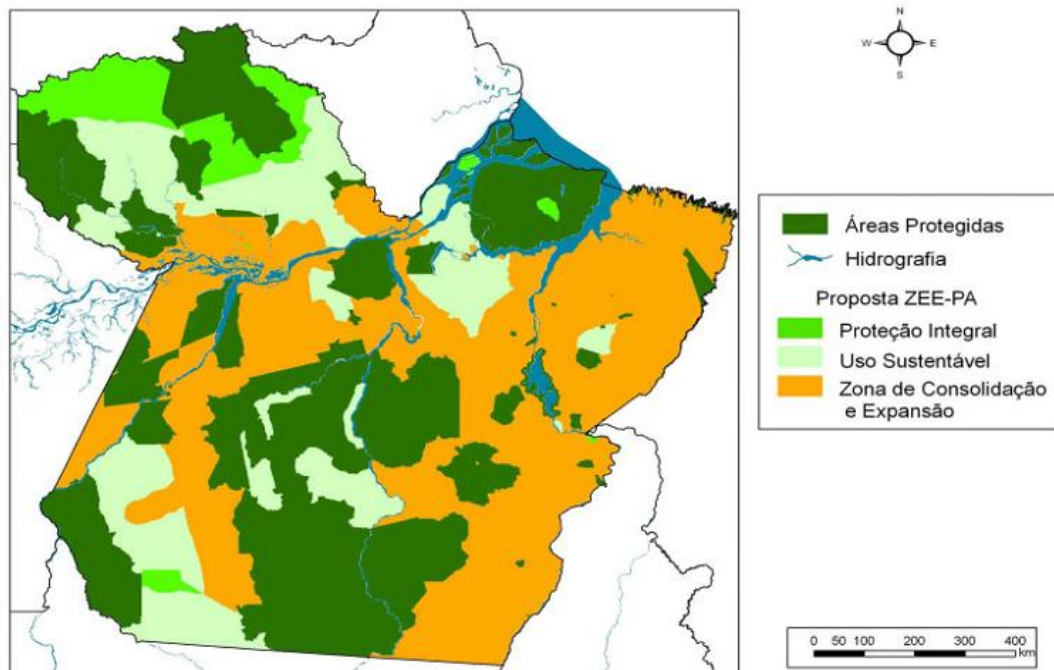 N
W E
S
Áreas Protegidas
Hidrografia
Proposta ZEE-PA
Proteção Integral
Uso Sustentável
Zona de Consolidação
e Expansão
0 50 100 200 300 400
km